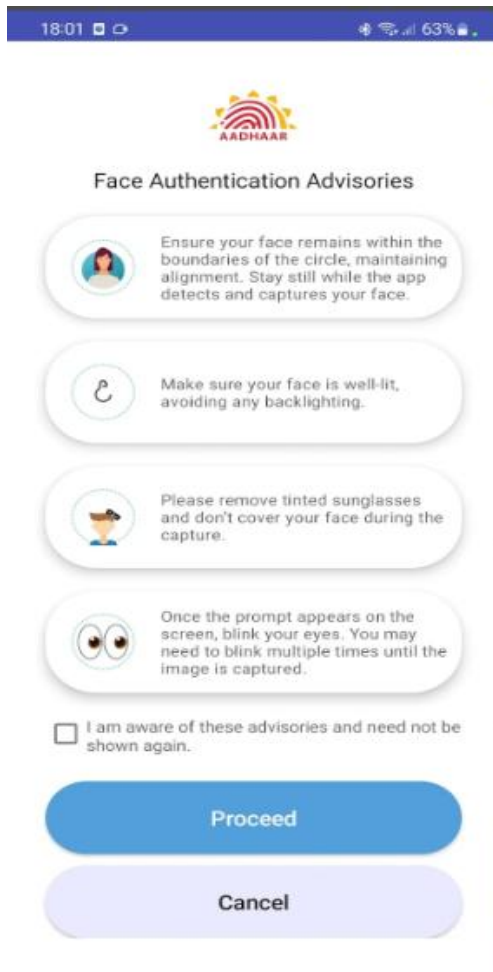 18:01 63%
AADHAAR
Face Authentication Advisories
Ensure your face remains within the
boundaries of the circle, maintaining
alignment. Stay still while the app
detects and captures your face.
Make sure your face is well-lit,
avoiding any backlighting.
Please remove tinted sunglasses
and don't cover your face during the
capture.
Once the prompt appears on the
screen, blink your eyes. You may
need to blink multiple times until the
image is captured.
I am aware of these advisories and need not be
shown again.
Proceed
Cancel